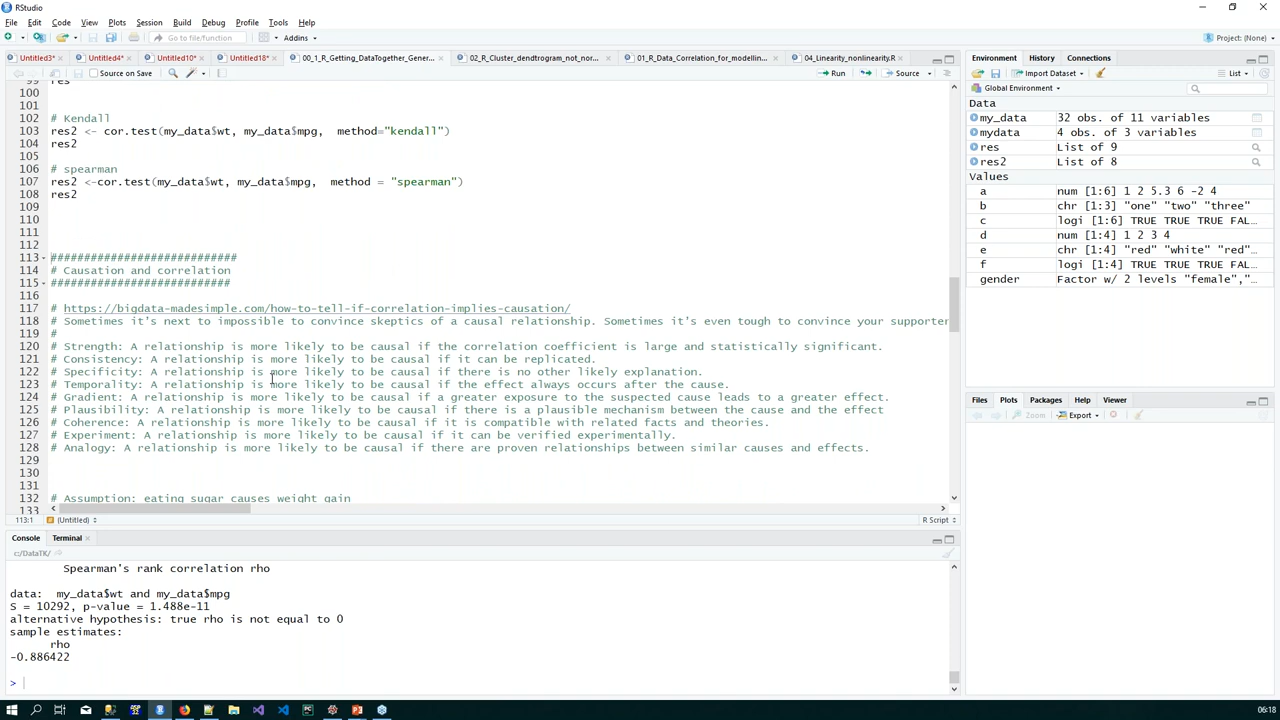 RStudio
File Edit Code View Plots Session Build Debug Profile Tools Help
Go to file/function Addins Project: (None)
Untitled3* Untitled4* Untitled10* Untitled18* 00_1_R_Getting_DataTogether_Gener... 02_R_Cluster_dendtrogram_not_nor... 01_R_Data_Correlation_for_modellin... 04_Linearity_nonlinearity.R
Source on Save Run Source
99 res
100
101
102 # Kendall
103 res2 <- cor.test(my_data$wt, my_data$mpg, method="kendall")
104 res2
105
106 # spearman
107 res2 <-cor.test(my_data$wt, my_data$mpg, method = "spearman")
108 res2
109
110
111
112
113 ############################
114 # Causation and correlation
115 ###########################
116
117 # https://bigdata-madesimple.com/how-to-tell-if-correlation-implies-causation/
118 # Sometimes it's next to impossible to convince skeptics of a causal relationship. Sometimes it's even tough to convince your supporter
119 #
120 # Strength: A relationship is more likely to be causal if the correlation coefficient is large and statistically significant.
121 # Consistency: A relationship is more likely to be causal if it can be replicated.
122 # Specificity: A relationship is more likely to be causal if there is no other likely explanation.
123 # Temporality: A relationship is more likely to be causal if the effect always occurs after the cause.
124 # Gradient: A relationship is more likely to be causal if a greater exposure to the suspected cause leads to a greater effect.
125 # Plausibility: A relationship is more likely to be causal if there is a plausible mechanism between the cause and the effect
126 # Coherence: A relationship is more likely to be causal if it is compatible with related facts and theories.
127 # Experiment: A relationship is more likely to be causal if it can be verified experimentally.
128 # Analogy: A relationship is more likely to be causal if there are proven relationships between similar causes and effects.
129
130
131
132 # Assumption: eating sugar causes weight gain
133
113:1 (Untitled) R Script
Console Terminal
c:/DataTK/
Spearman's rank correlation rho
data: my_data$wt and my_data$mpg
S = 10292, p-value = 1.488e-11
alternative hypothesis: true rho is not equal to 0
sample estimates:
rho
-0.886422
>
Environment History Connections
Import Dataset List
Global Environment
Data
my_data 32 obs. of 11 variables
mydata 4 obs. of 3 variables
res List of 9
res2 List of 8
Values
a num [1:6] 1 2 5.3 6 -2 4
b chr [1:3] "one" "two" "three"
c logi [1:6] TRUE TRUE TRUE FAL...
d num [1:4] 1 2 3 4
e chr [1:4] "red" "white" "red"...
f logi [1:4] TRUE TRUE TRUE FAL...
gender Factor w/ 2 levels "female","...
Files Plots Packages Help Viewer
Zoom Export
06:18